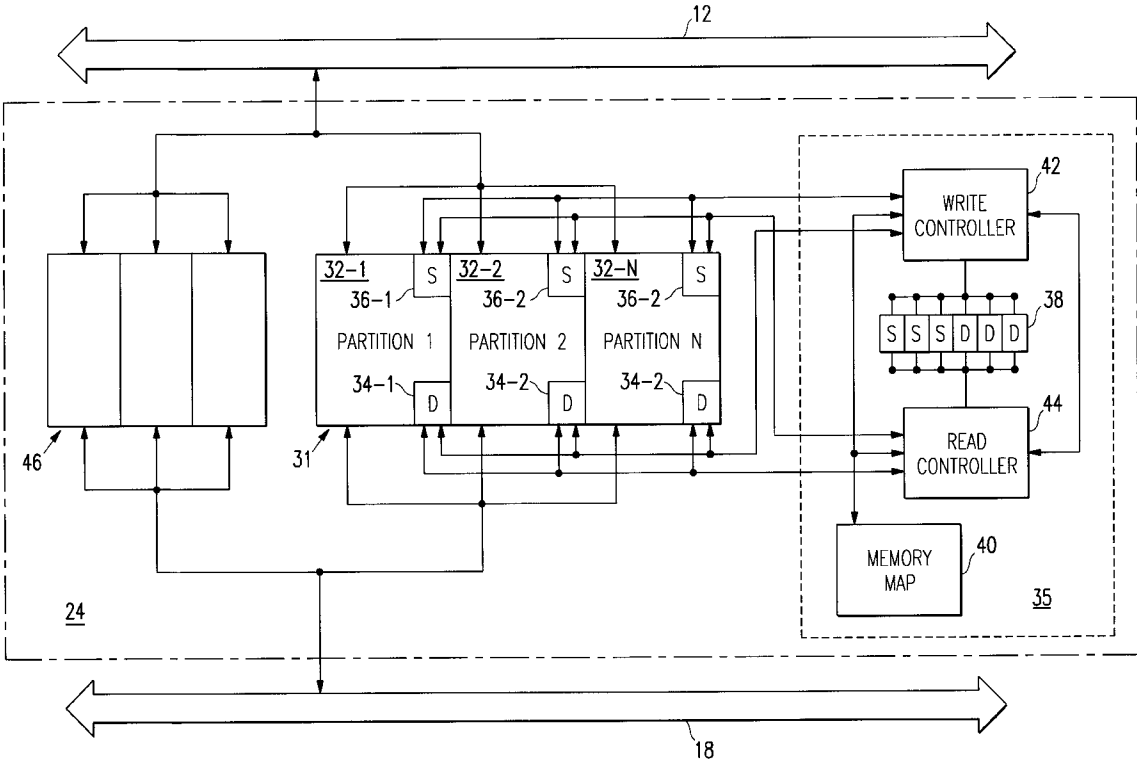 12
42
WRITE
CONTROLLER
32-1
S
32-2
S
32-N
S
36-1
36-2
36-2
38
S S S D D D
PARTITION 1
PARTITION 2
PARTITION N
34-1
34-2
34-2
D
D
D
44
READ
CONTROLLER
46
31
MEMORY
MAP
40
24
35
18